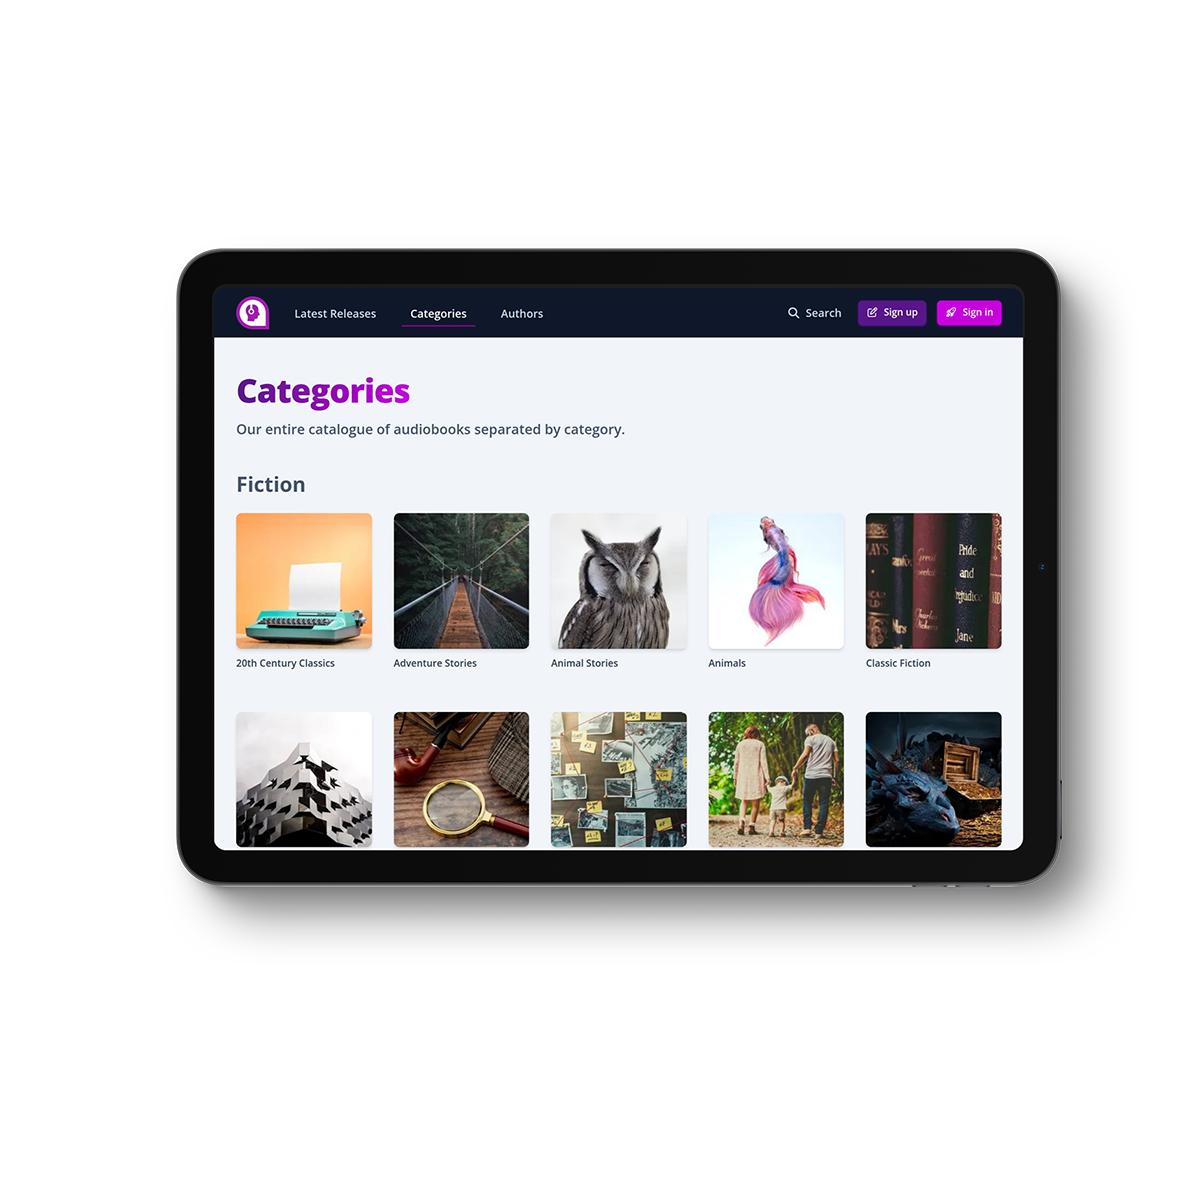 Latest Releases
Categories
Authors
Search
Sign up
Sign in
Categories
Our entire catalogue of audiobooks separated by category.
Fiction
Pride
and
Jane
20th Century Classics
Adventure Stories
Animal Stories
Animals
Classic Fiction